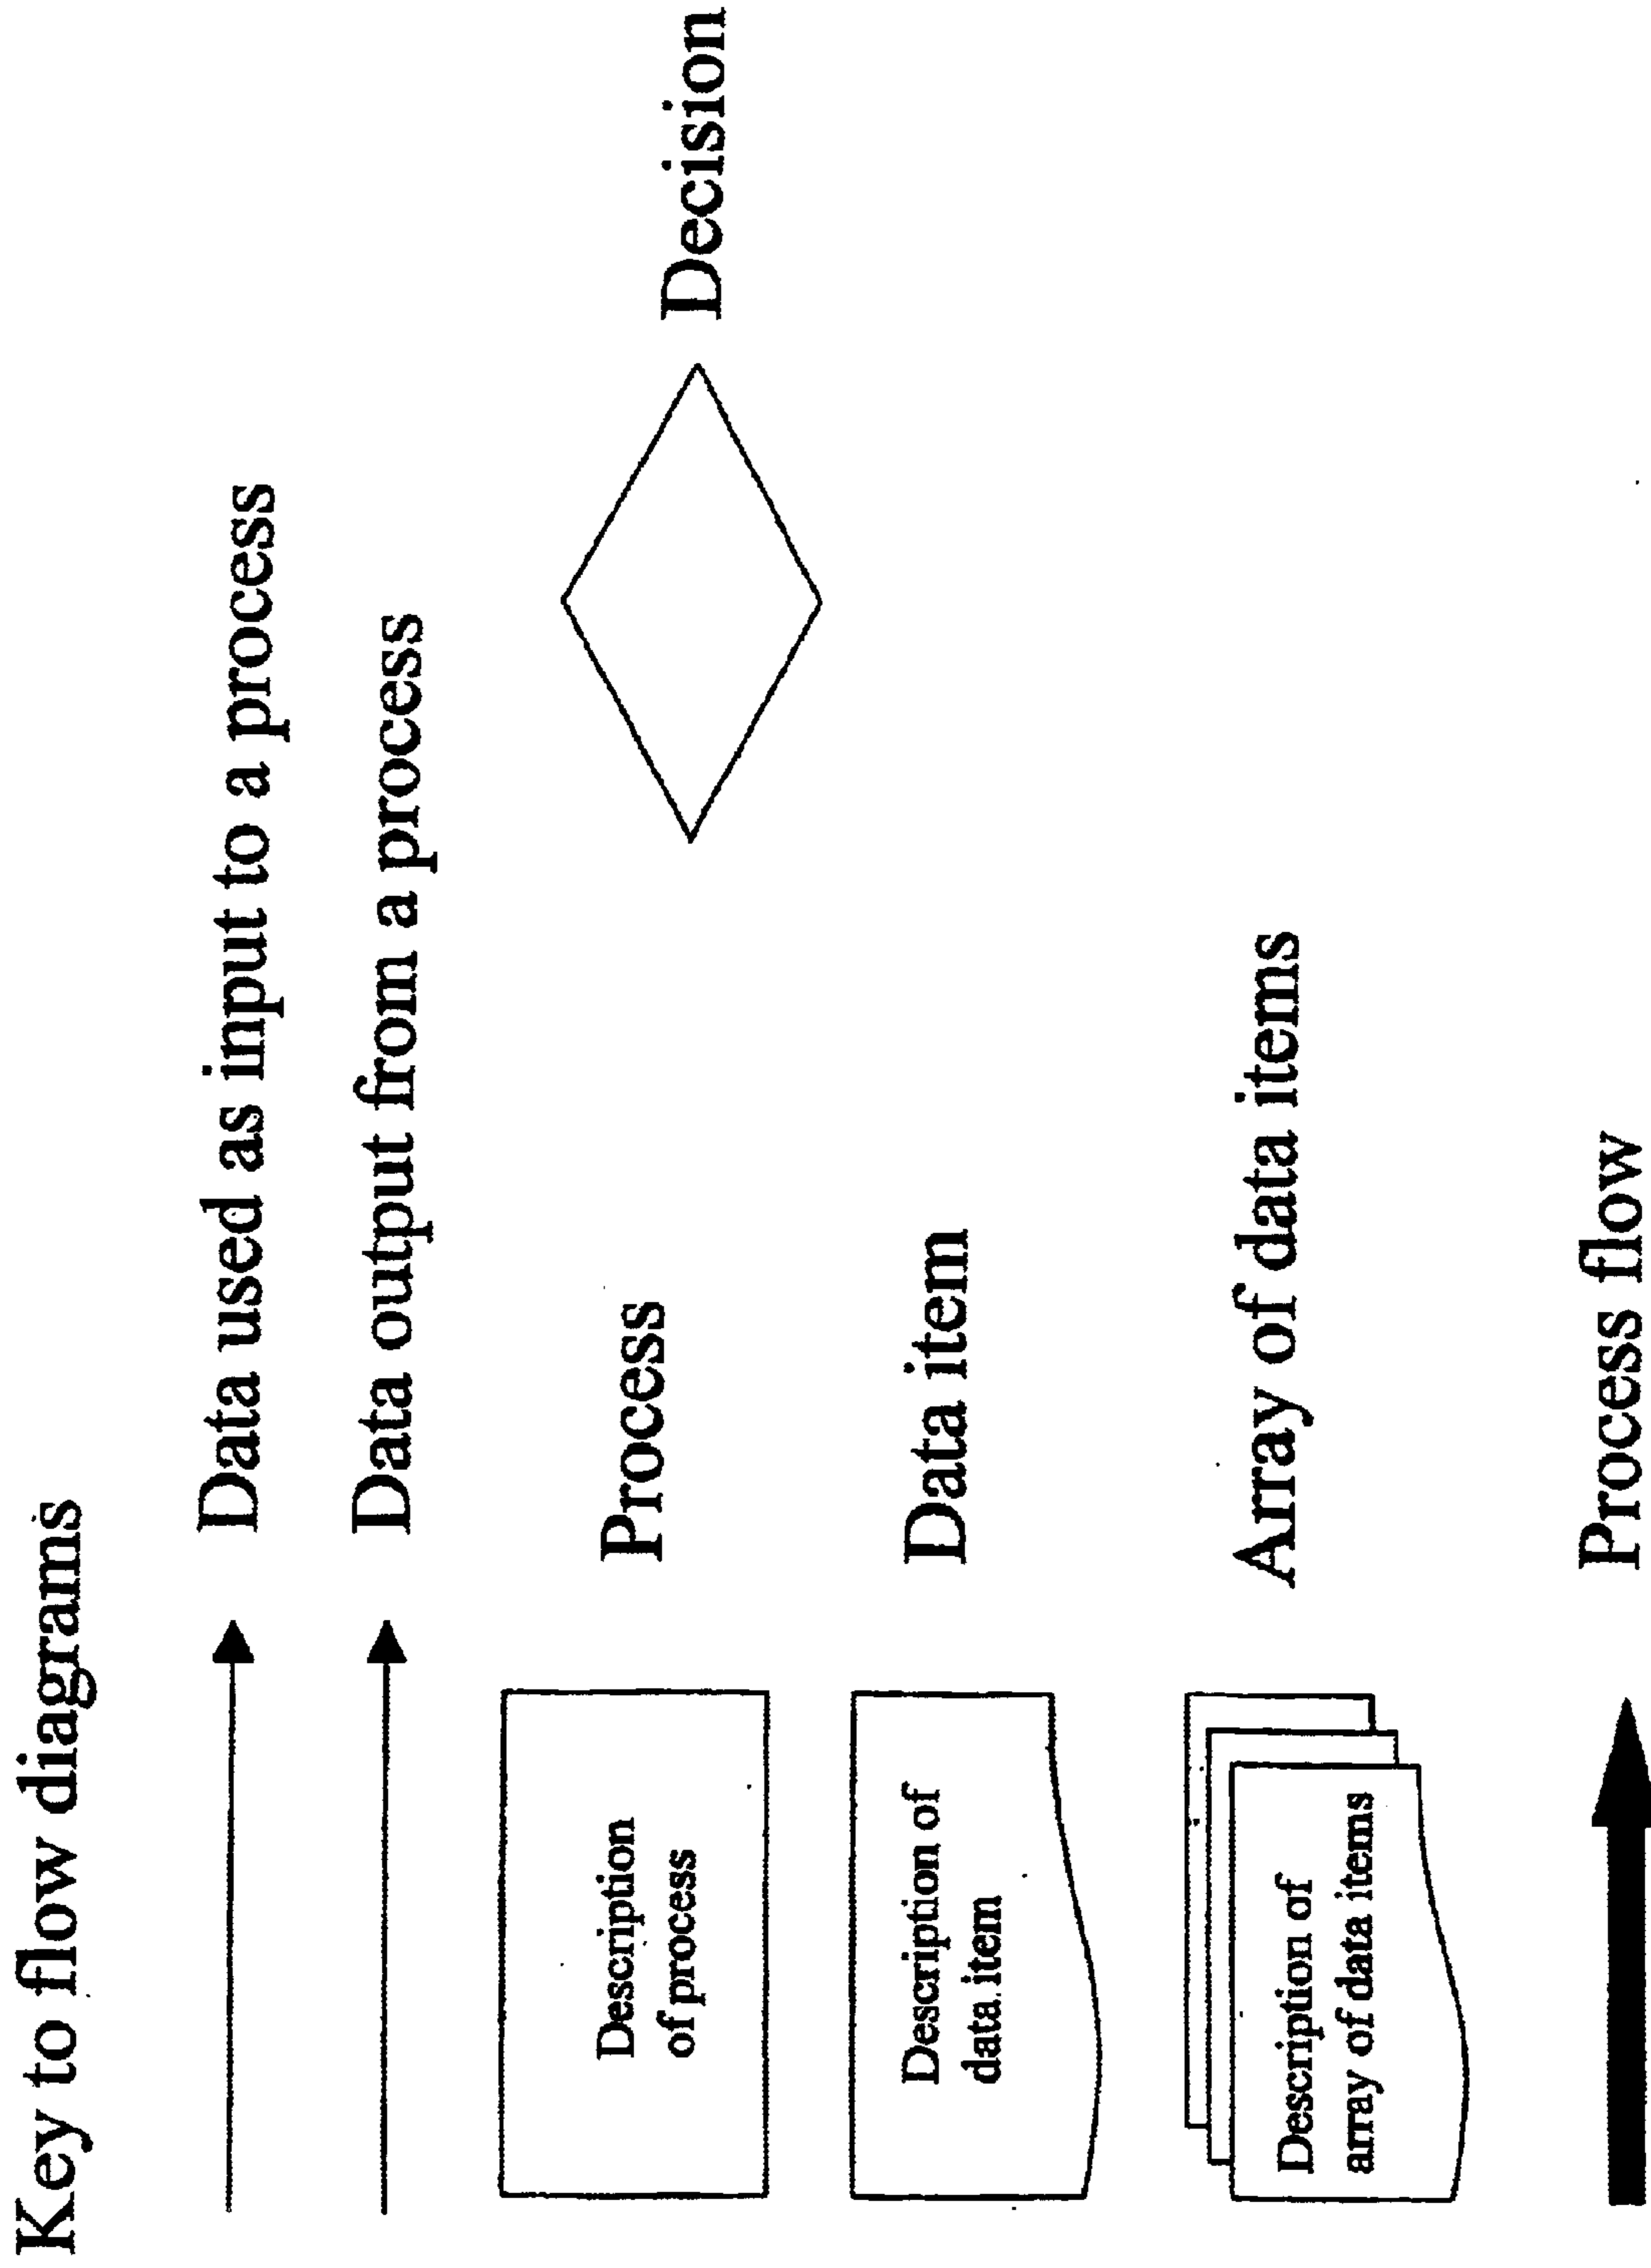 Key to flow diagrams
Data used as input to a process
Data output from a process
Description
of process
Process
Decision
Description of
data item
Data item
Description of
array of data items
Array of data items
Process flow